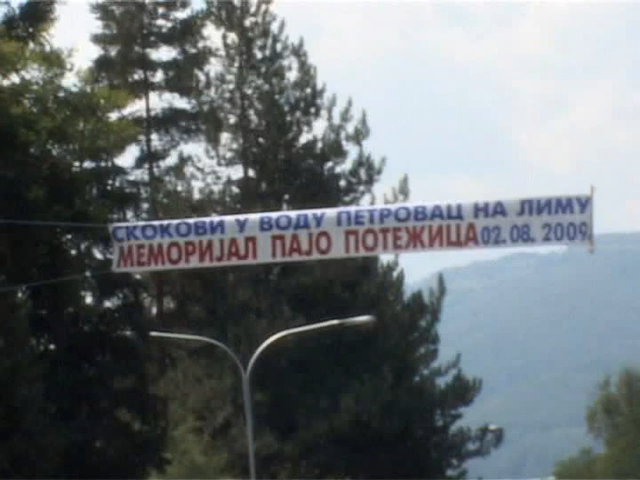 СКОКОВИ У ВОДУ ПЕТРОВАЦ НА ЛИМУ
МЕМОРИЈАЛ ПАЈО ПОТЕЖИЦА 02.08.2009